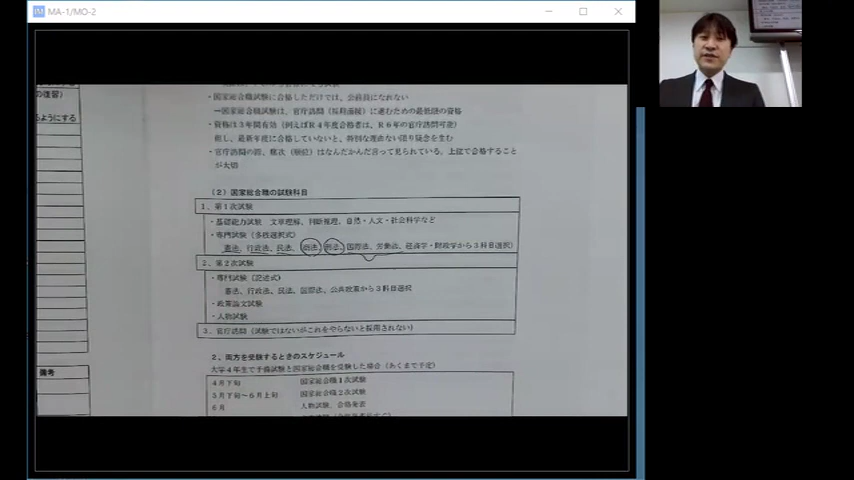 MA-1/MO-2
の復習)
ようにする
・国家総合職試験に合格しただけでは、公務員になれない
→国家総合職試験は、官庁訪問（採用面接）に進むための最低限の資格
・資格は3年間有効（例えばR4年度合格者は、R6年の官庁訪問可能）
但し、最新年度に合格していないと、特別な理由ない限り疑念を生む
・官庁訪問の際、席次（順位）はなんだかんだ言って見られている。上位で合格すること
が大切
（2）国家総合職の試験科目
1．第1次試験
・基礎能力試験 文章理解、判断推理、自然・人文・社会科学など
・専門試験（多枝選択式）
憲法、行政法、民法、商法、刑法、国際法、労働法、経済学・財政学から3科目選択）
2．第2次試験
・専門試験（記述式）
憲法、行政法、民法、国際法、公共政策から3科目選択
・政策論文試験
・人物試験
3．官庁訪問（試験ではないがこれをやらないと採用されない）
備考
2．両方を受験するときのスケジュール
大学4年生で予備試験と国家総合職を受験した場合（あくまで予定）
4月下旬 国家総合職1次試験
5月下旬～6月上旬 国家総合職2次試験
6月 人物試験、合格発表